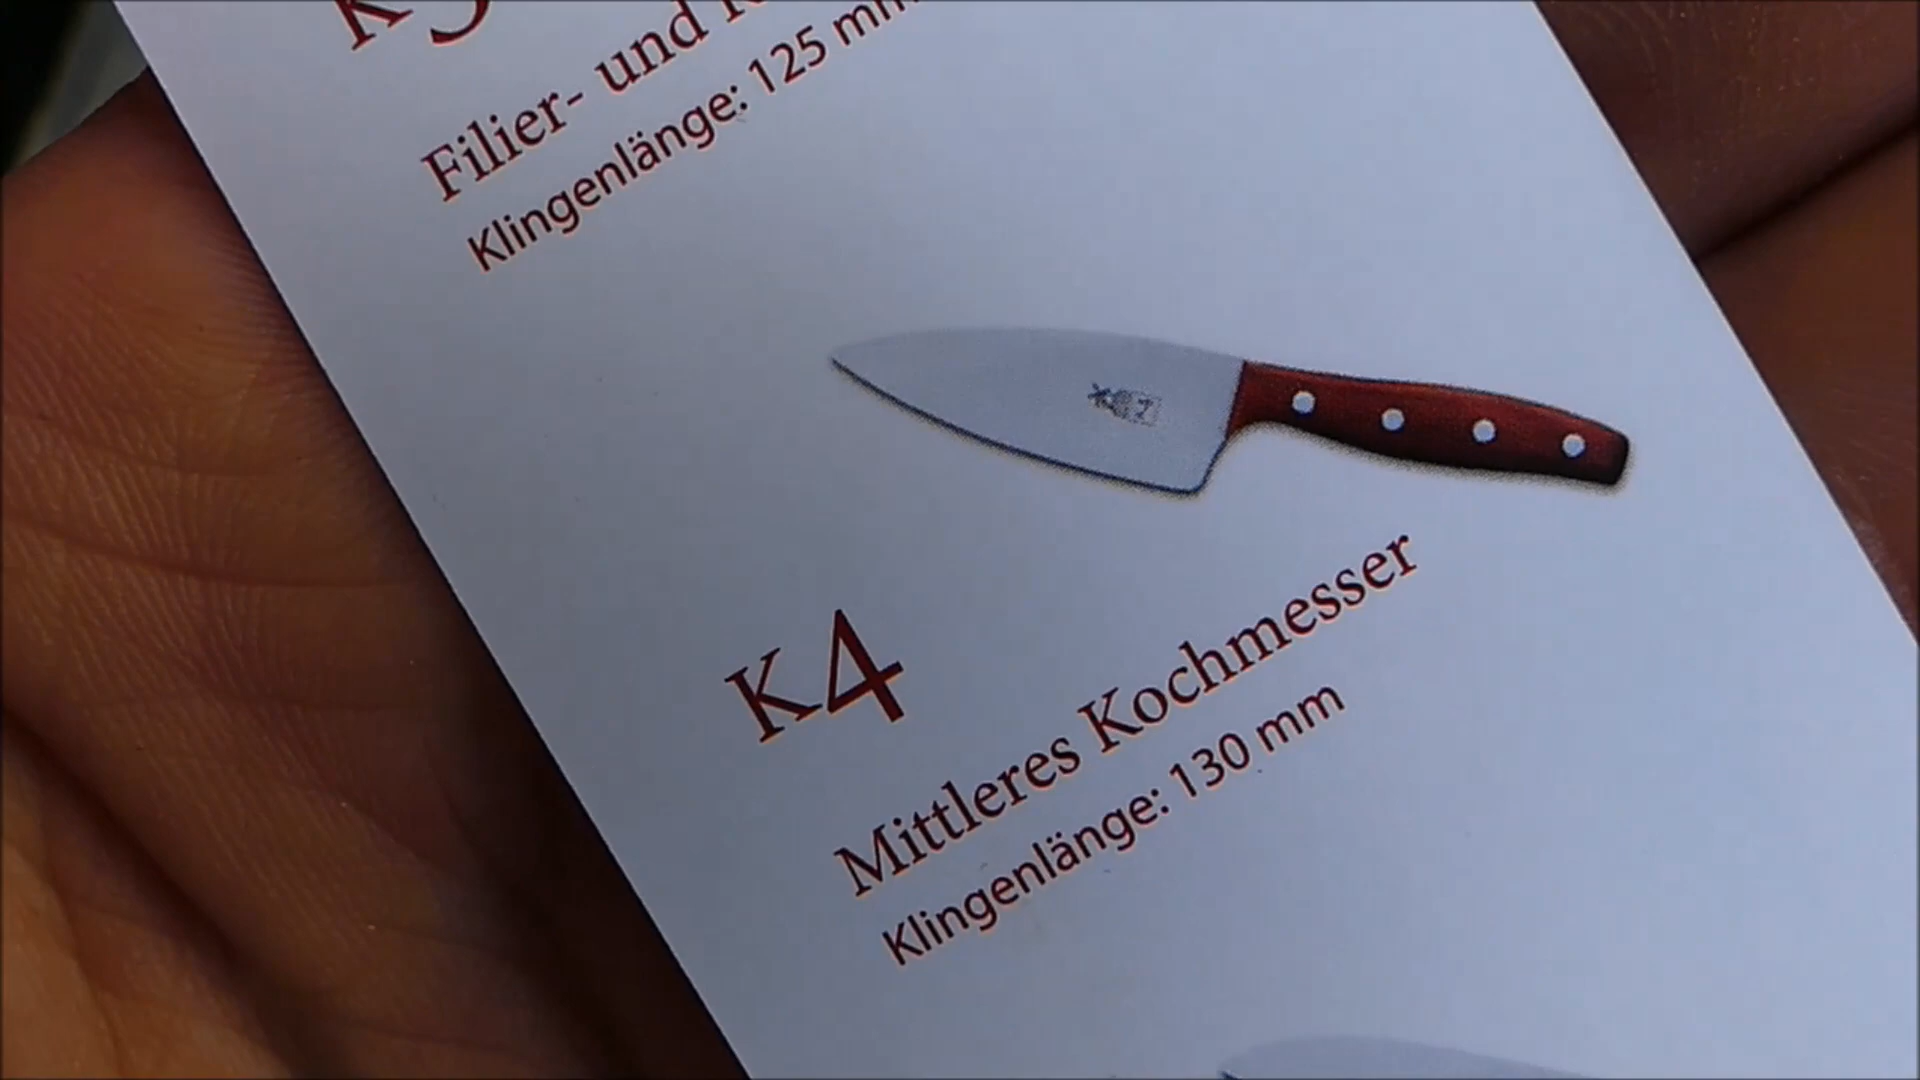 Filier- und
Klingenlänge: 125 mm
K4
Mittleres Kochmesser
Klingenlänge: 130 mm